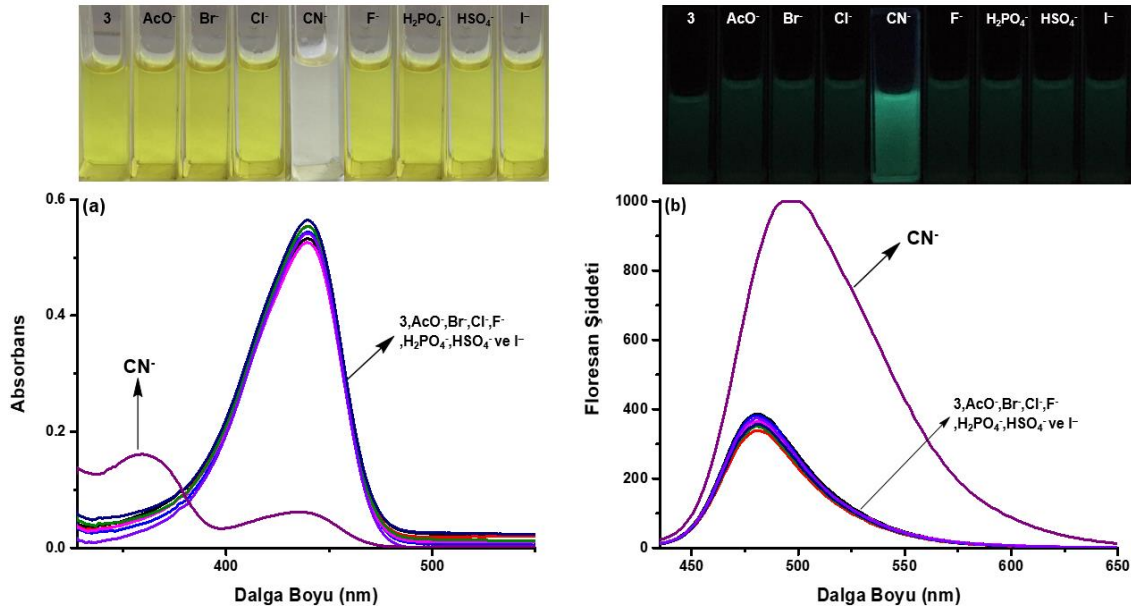 3 AcO⁻ Br⁻ Cl⁻ CN⁻ F⁻ H₂PO₄⁻ HSO₄⁻ I⁻
(a)
0.6
0.4
0.2
0.0
Absorbans
CN⁻
3,AcO⁻,Br⁻,Cl⁻,F⁻
,H₂PO₄⁻,HSO₄⁻ ve I⁻
400 500
Dalga Boyu (nm)
3 AcO⁻ Br⁻ Cl⁻ CN⁻ F⁻ H₂PO₄⁻ HSO₄⁻ I⁻
(b)
1000
800
600
400
200
0
Floresan Şiddeti
CN⁻
3,AcO⁻,Br⁻,Cl⁻,F⁻
,H₂PO₄⁻,HSO₄⁻ ve I⁻
450 500 550 600 650
Dalga Boyu (nm)